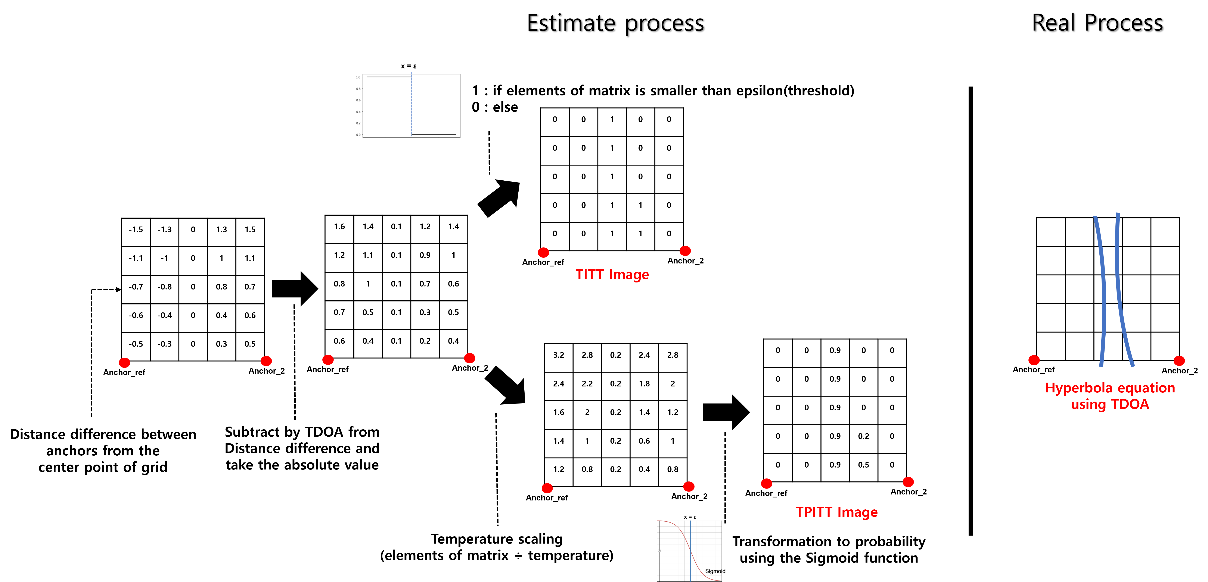 Estimate process
Real Process
x = ε
1 : if elements of matrix is smaller than epsilon(threshold)
0 : else
0 0 1 0 0
0 0 1 0 0
0 0 1 0 0
0 0 1 1 0
0 0 1 1 0
Anchor_ref
Anchor_2
TITT Image
-1.5 -1.3 0 1.3 1.5
-1.1 -1 0 1 1.1
-0.7 -0.8 0 0.8 0.7
-0.6 -0.4 0 0.4 0.6
-0.5 -0.3 0 0.3 0.5
Anchor_ref
Anchor_2
1.6 1.4 0.1 1.2 1.4
1.2 1.1 0.1 0.9 1
0.8 1 0.1 0.7 0.6
0.7 0.5 0.1 0.3 0.5
0.6 0.4 0.1 0.2 0.4
Anchor_ref
Anchor_2
Distance difference between
anchors from the
center point of grid
Subtract by TDOA from
Distance difference and
take the absolute value
3.2 2.8 0.2 2.4 2.8
2.4 2.2 0.2 1.8 2
1.6 2 0.2 1.4 1.2
1.4 1 0.2 0.6 1
1.2 0.8 0.2 0.4 0.8
Anchor_ref
Anchor_2
Temperature scaling
(elements of matrix ÷ temperature)
0 0 0.9 0 0
0 0 0.9 0 0
0 0 0.9 0 0
0 0 0.9 0.2 0
0 0 0.9 0.5 0
Anchor_ref
Anchor_2
TPITT Image
x = ε
Sigmoid
Transformation to probability
using the Sigmoid function
Anchor_ref
Anchor_2
Hyperbola equation
using TDOA